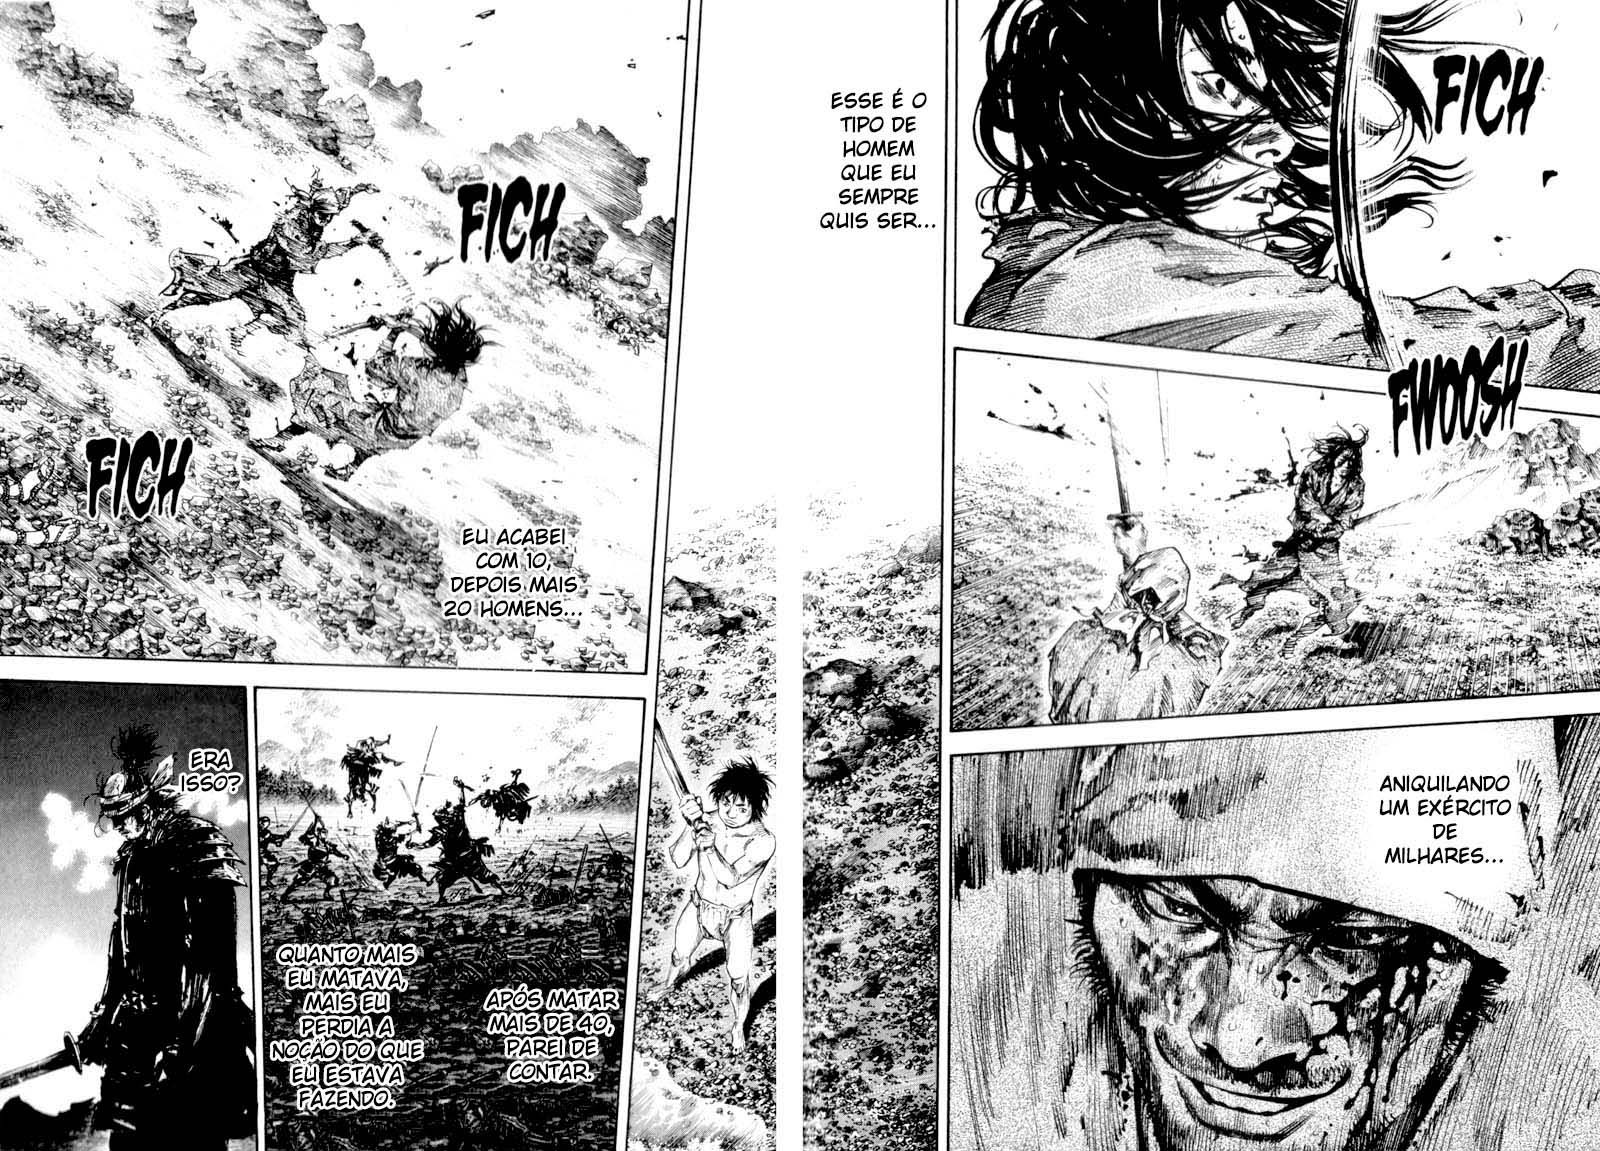 FICH
FWOOSH
ANIQUILANDO
UM EXÉRCITO
DE
MILHARES...
ESSE É O
TIPO DE
HOMEM
QUE EU
SEMPRE
QUIS SER...
FICH
FICH
EU ACABEI
COM 10,
DEPOIS MAIS
20 HOMENS...
APÓS MATAR
MAIS DE 40,
PAREI DE
CONTAR.
QUANTO MAIS
EU MATAVA,
MAIS EU
PERDIA A
NOÇÃO DO QUE
EU ESTAVA
FAZENDO.
ERA
ISSO?